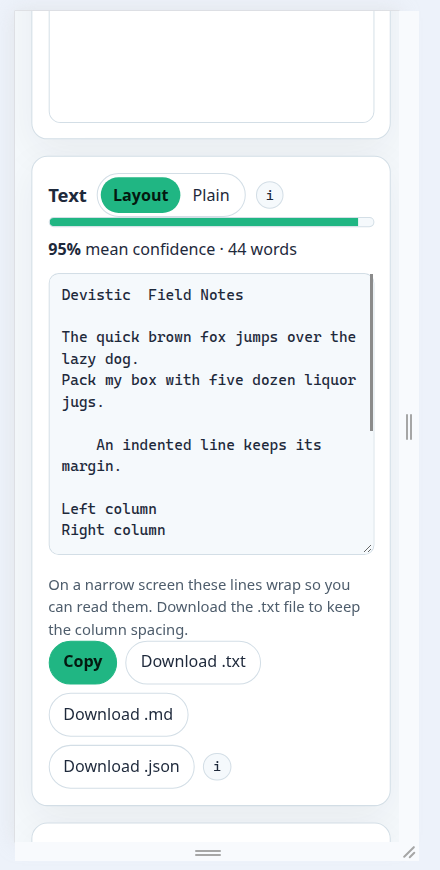 Text Layout Plain i
95% mean confidence · 44 words
Devistic  Field Notes
The quick brown fox jumps over the
lazy dog.
Pack my box with five dozen liquor
jugs.
    An indented line keeps its
margin.
Left column
Right column
On a narrow screen these lines wrap so you
can read them. Download the .txt file to keep
the column spacing.
Copy Download .txt
Download .md
Download .json i